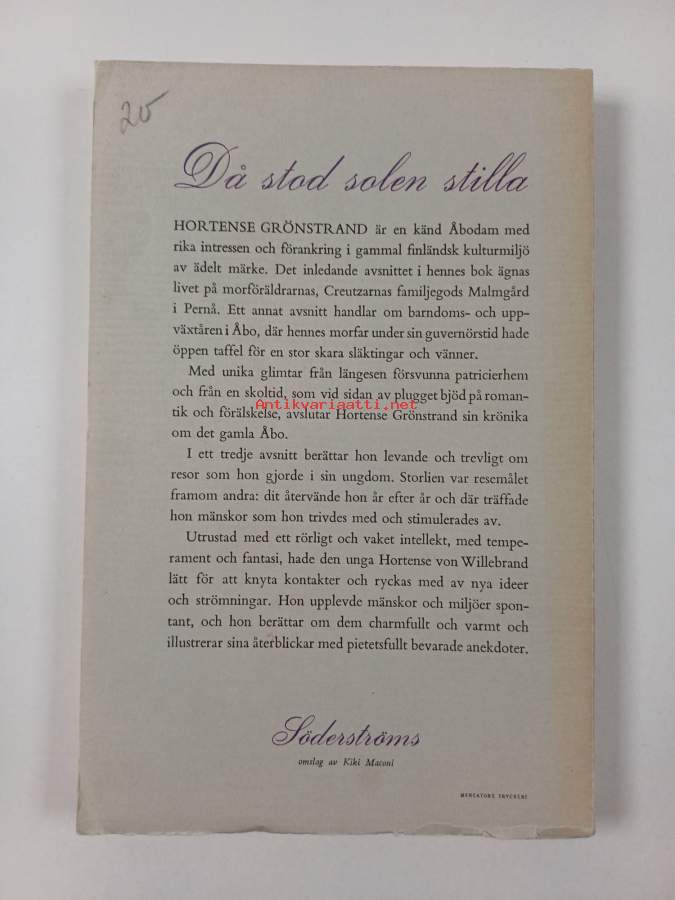 20
Då stod solen stilla
HORTENSE GRÖNSTRAND är en känd Åbodam med
rika intressen och förankring i gammal finländsk kulturmiljö
av ädelt märke. Det inledande avsnittet i hennes bok ägnas
livet på morföräldrarnas, Creutzarnas familjegods Malmgård
i Pernå. Ett annat avsnitt handlar om barndoms- och upp-
växtåren i Åbo, där hennes morfar under sin guvernörstid hade
öppen taffel för en stor skara släktingar och vänner.
Med unika glimtar från längesen försvunna patricierhem
och från en skoltid, som vid sidan av plugget bjöd på roman-
Antikvariaatti.net
tik och förälskelse, avslutar Hortense Grönstrand sin krönika
om det gamla Åbo.
I ett tredje avsnitt berättar hon levande och trevligt om
resor som hon gjorde i sin ungdom. Storlien var resemålet
framom andra: dit återvände hon år efter år och där träffade
hon mänskor som hon trivdes med och stimulerades av.
Utrustad med ett rörligt och vaket intellekt, med tempe-
rament och fantasi, hade den unga Hortense von Willebrand
lätt för att knyta kontakter och ryckas med av nya ideer
och strömningar. Hon upplevde mänskor och miljöer spon-
tant, och hon berättar om dem charmfullt och varmt och
illustrerar sina återblickar med pietetsfullt bevarade anekdoter.
Söderströms
omslag av Kiki Maconi
MERCATORS TRYCKERI